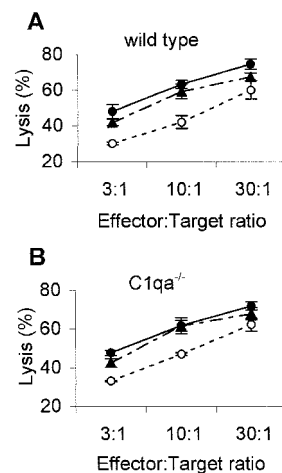 A
wild type
Lysis (%)
80
60
40
20
3:1 10:1 30:1
Effector:Target ratio
B
C1qa-/-
Lysis (%)
80
60
40
20
3:1 10:1 30:1
Effector:Target ratio